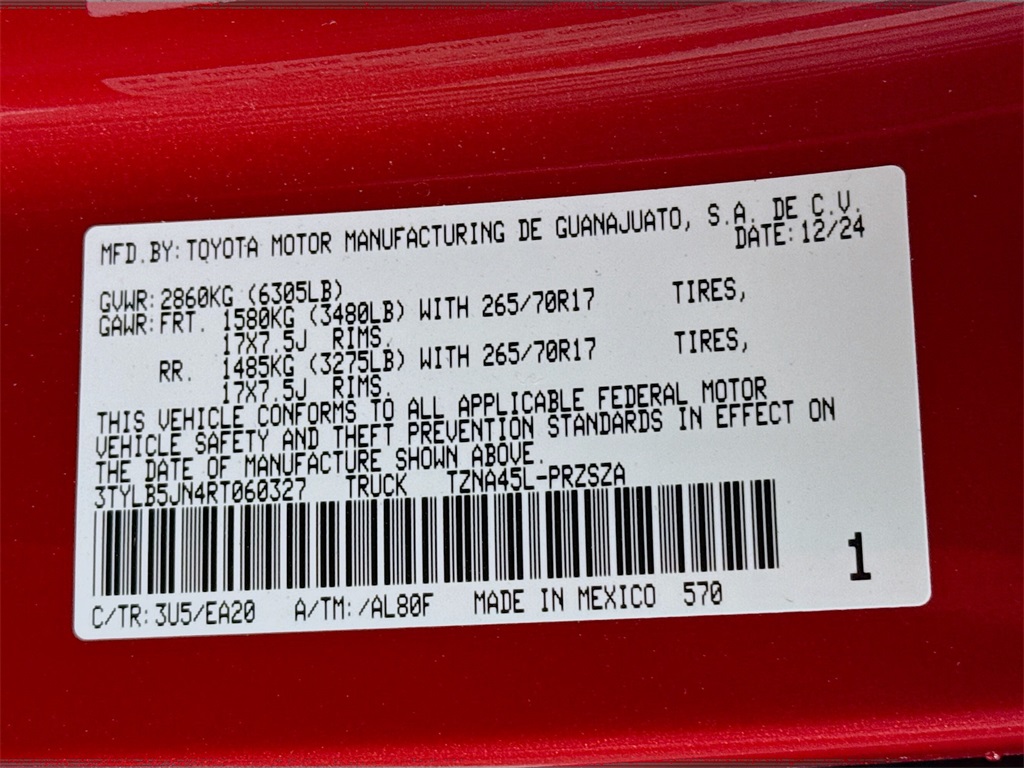 MFD.BY:TOYOTA MOTOR MANUFACTURING DE GUANAJUATO, S.A. DE C.V.
DATE:12/24
GVWR:2860KG (6305LB)
GAWR:FRT. 1580KG (3480LB) WITH 265/70R17 TIRES,
17X7.5J RIMS.
RR. 1485KG (3275LB) WITH 265/70R17 TIRES,
17X7.5J RIMS.
THIS VEHICLE CONFORMS TO ALL APPLICABLE FEDERAL MOTOR
VEHICLE SAFETY AND THEFT PREVENTION STANDARDS IN EFFECT ON
THE DATE OF MANUFACTURE SHOWN ABOVE.
3TYLB5JN4RT060327 TRUCK TZNA45L-PRZSZA
1
C/TR:3U5/EA20 A/TM:/AL80F MADE IN MEXICO 570